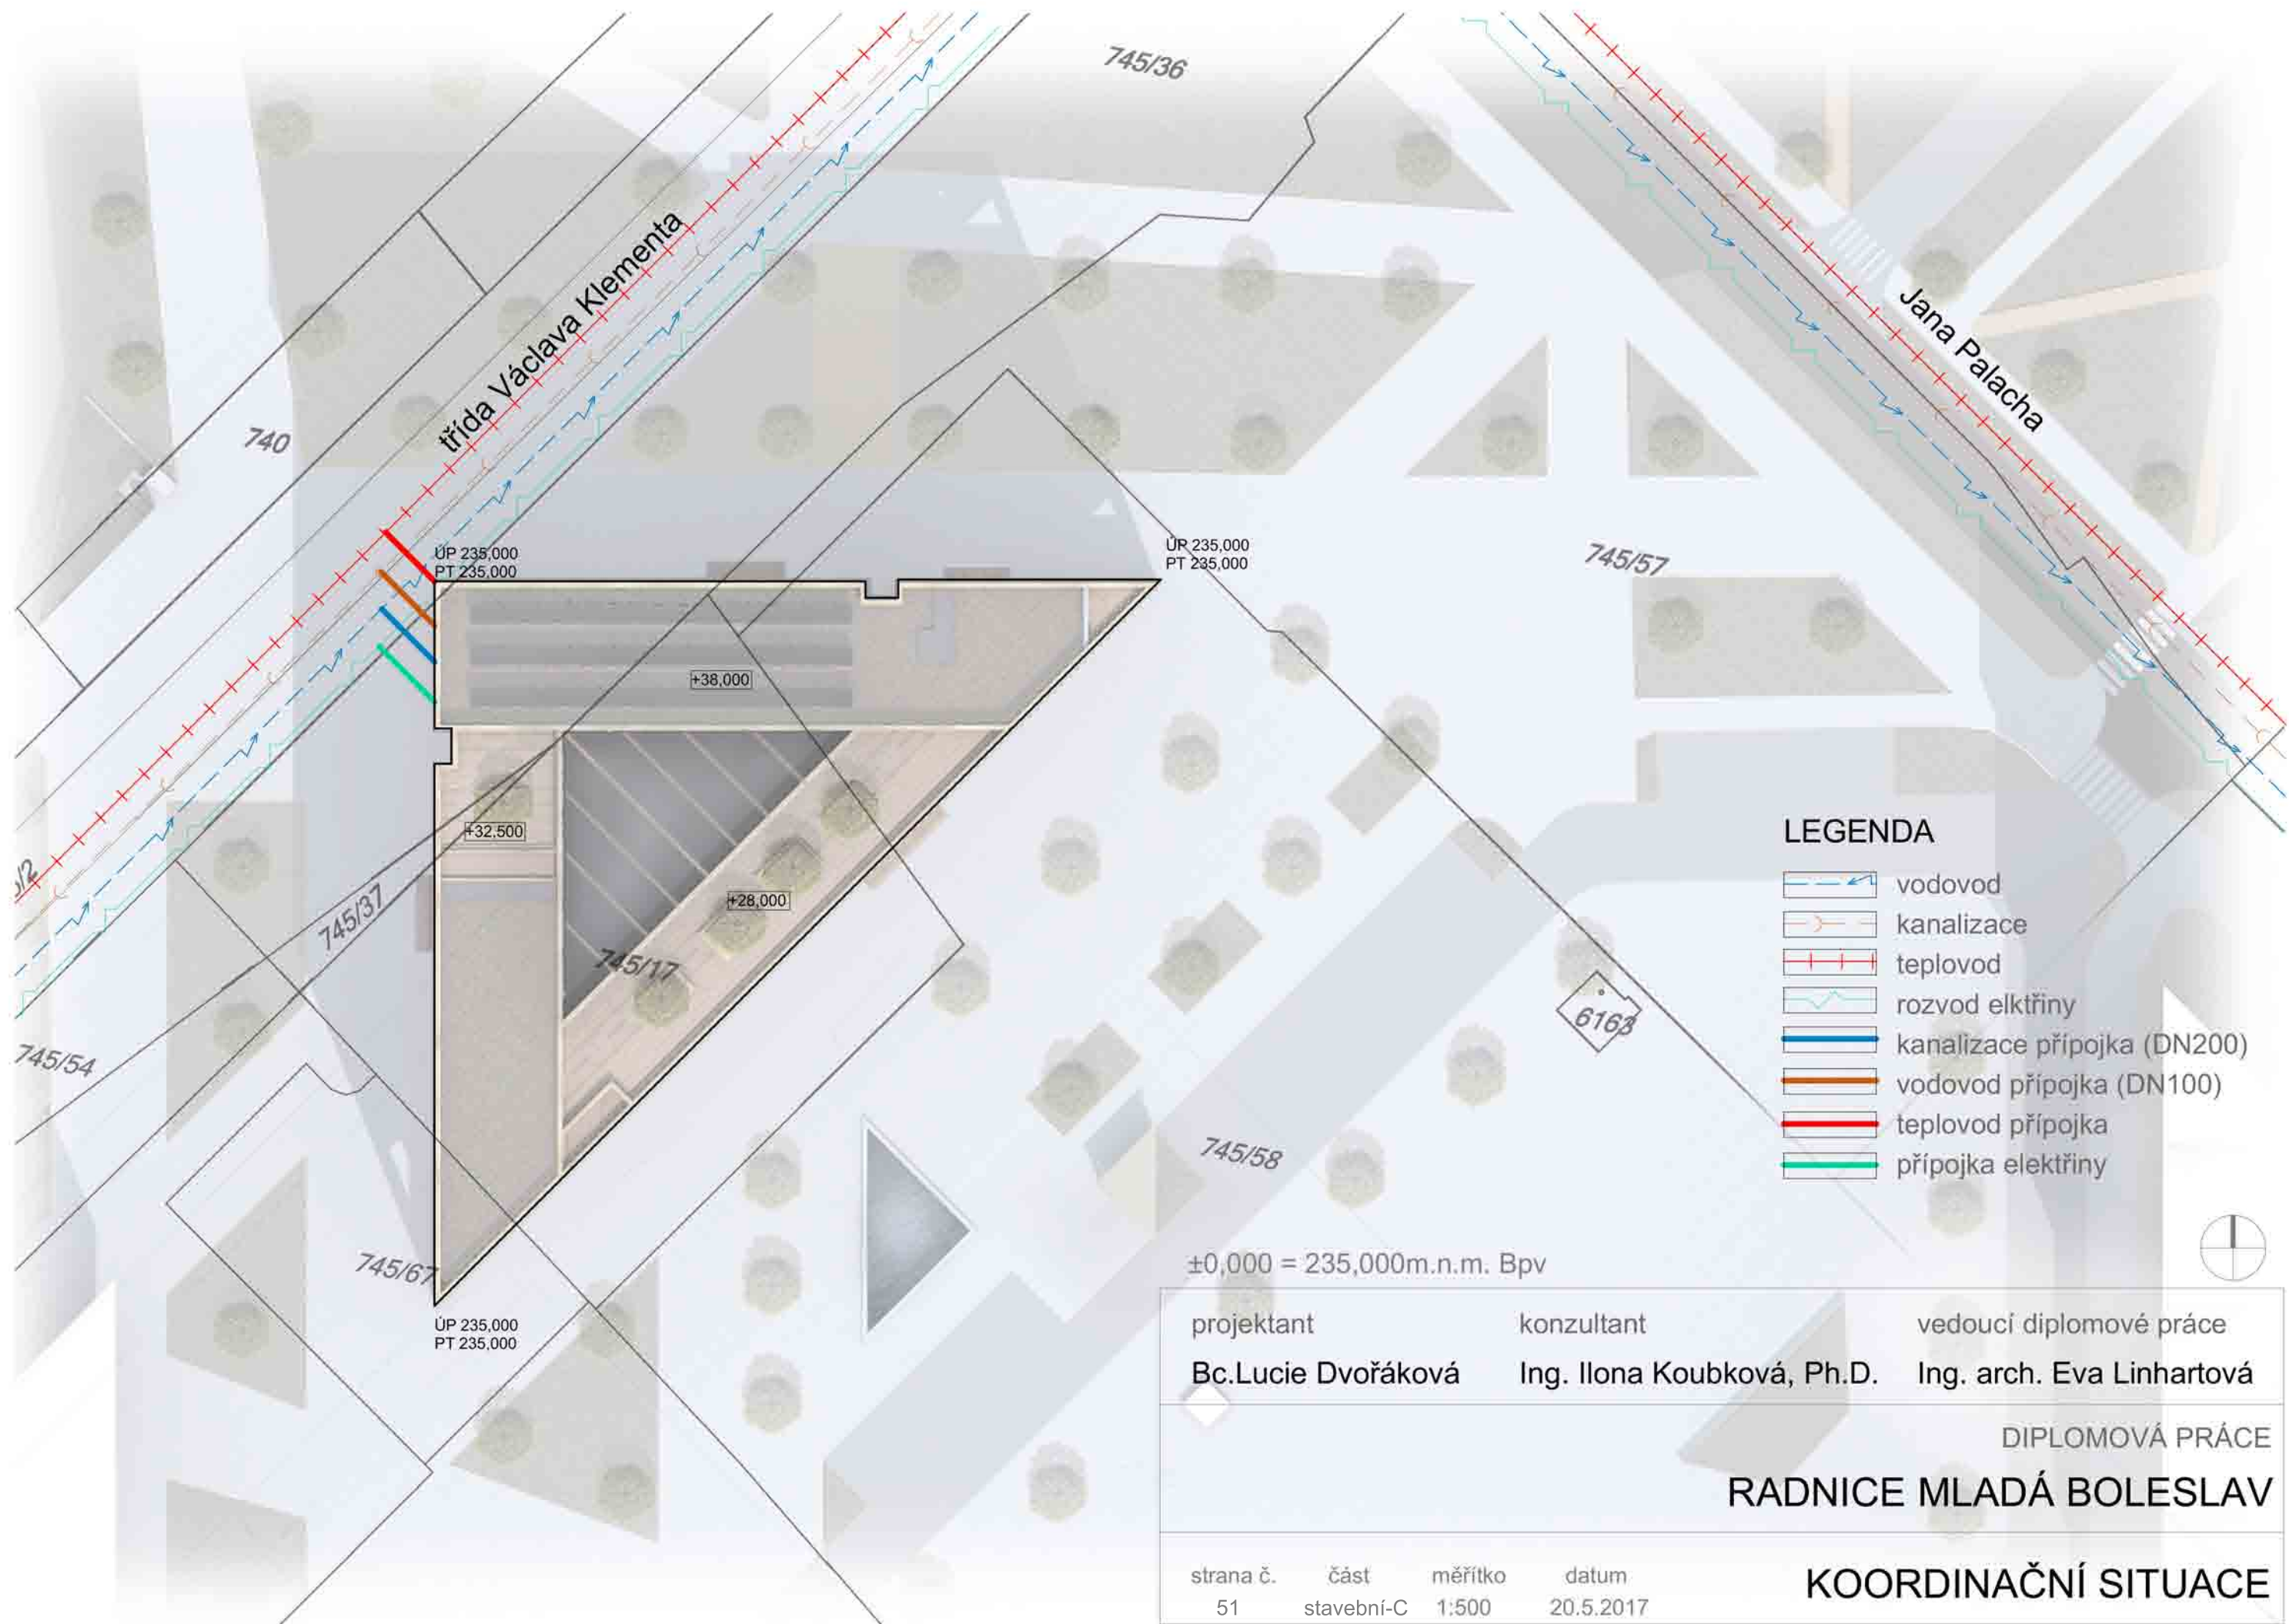 745/36
třída Václava Klementa
Jana Palacha
740
ÚP 235,000
PT 235,000
ÚP 235,000
PT 235,000
745/57
+38,000
+32,500
+28,000
745/37
745/17
745/54
6163
745/58
745/67
ÚP 235,000
PT 235,000
LEGENDA
vodovod
kanalizace
teplovod
rozvod elktřiny
kanalizace přípojka (DN200)
vodovod přípojka (DN100)
teplovod přípojka
přípojka elektřiny
±0,000 = 235,000m.n.m. Bpv
projektant konzultant vedoucí diplomové práce
Bc.Lucie Dvořáková Ing. Ilona Koubková, Ph.D. Ing. arch. Eva Linhartová
DIPLOMOVÁ PRÁCE
RADNICE MLADÁ BOLESLAV
strana č. část měřítko datum
51 stavební-C 1:500 20.5.2017
KOORDINAČNÍ SITUACE